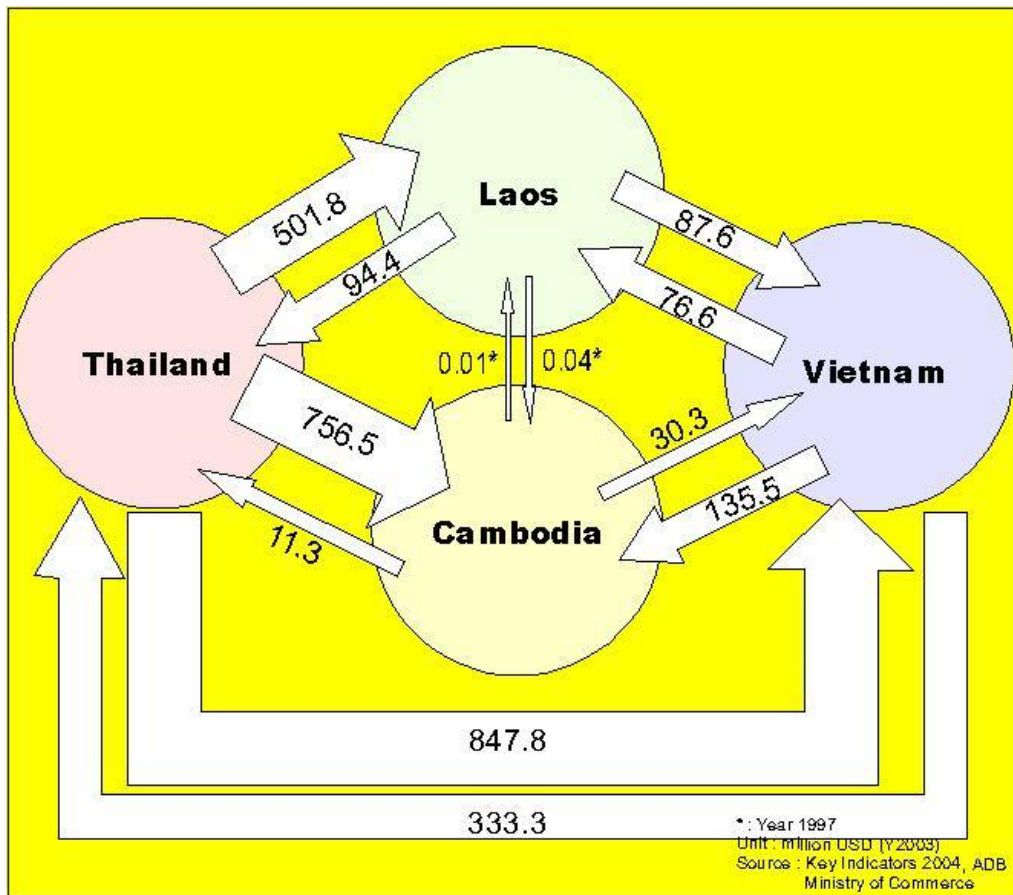 Laos
501.8
87.6
94.4
76.6
0.01*
0.04*
Thailand
Vietnam
756.5
30.3
135.5
Cambodia
11.3
847.8
333.3
* : Year 1997
Unit : million USD (Y2003)
Source : Key Indicators 2004, ADB
Ministry of Commerce